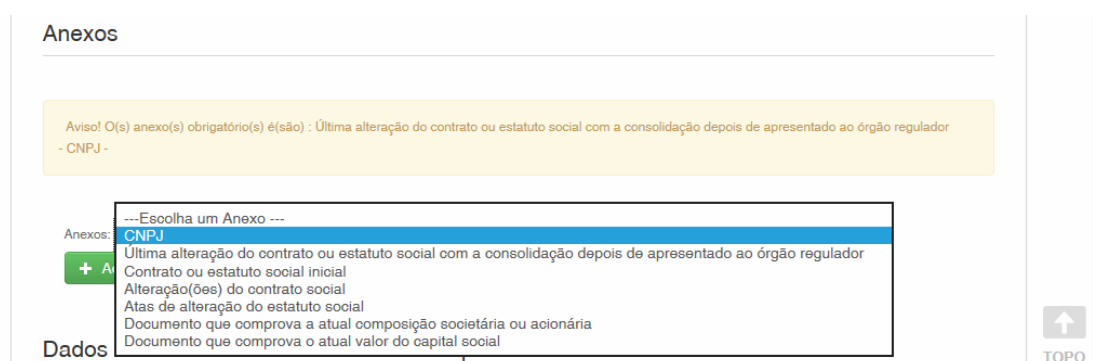 Anexos
Aviso! O(s) anexo(s) obrigatório(s) é(são) : Última alteração do contrato ou estatuto social com a consolidação depois de apresentado ao órgão regulador
- CNPJ -
---Escolha um Anexo ---
Anexos:
CNPJ
Última alteração do contrato ou estatuto social com a consolidação depois de apresentado ao órgão regulador
Contrato ou estatuto social inicial
+ A
Alteração(ões) do contrato social
Atas de alteração do estatuto social
Documento que comprova a atual composição societária ou acionária
Documento que comprova o atual valor do capital social
Dados
TOPO